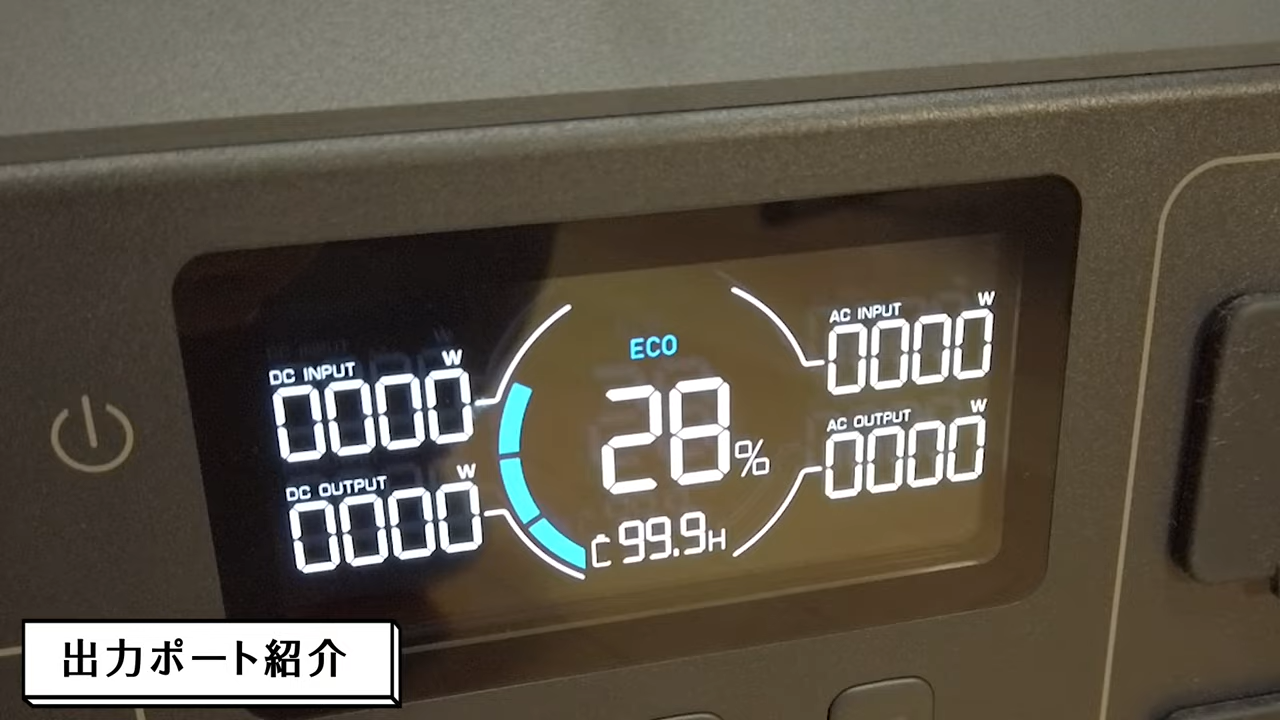 DC INPUT
W
0000
DC OUTPUT
W
0000
ECO
28%
99.9H
AC INPUT
W
0000
AC OUTPUT
W
0000
出力ポート紹介